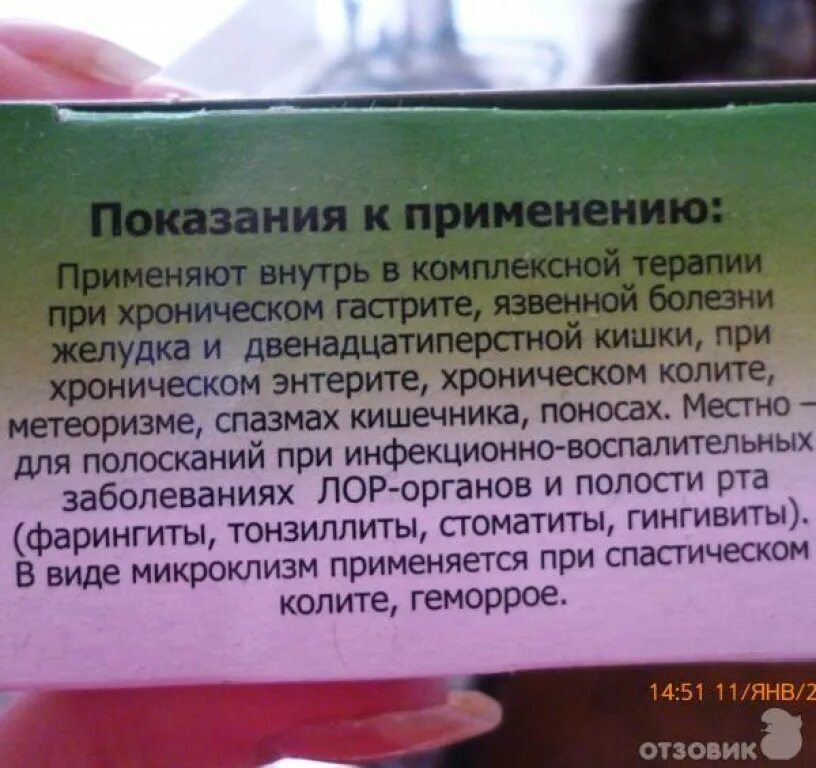 Показания к применению:
Применяют внутрь в комплексной терапии
при хроническом гастрите, язвенной болезни
желудка и двенадцатиперстной кишки, при
хроническом энтерите, хроническом колите,
метеоризме, спазмах кишечника, поносах. Местно –
для полосканий при инфекционно-воспалительных
заболеваниях ЛОР-органов и полости рта
(фарингиты, тонзиллиты, стоматиты, гингивиты).
В виде микроклизм применяется при спастическом
колите, геморрое.
14:51 11/ЯНВ/2
отзовик